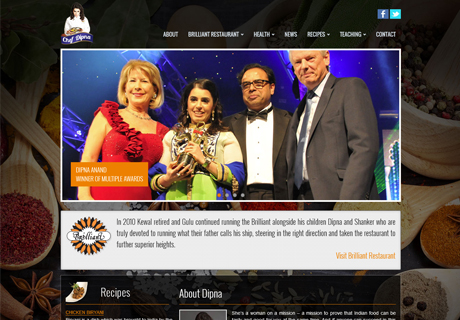 Chef Dipna
ABOUT BRILLIANT RESTAURANT HEALTH NEWS RECIPES TEACHING CONTACT
DIPNA ANAND
WINNER OF MULTIPLE AWARDS
Brilliant
In 2010 Kewal retired and Gulu continued running the Brilliant alongside his children Dipna and Shanker who are
truly devoted to running what their father calls his ship, steering in the right direction and taken the restaurant to
further superior heights.
Visit Brilliant Restaurant
Recipes
About Dipna
CHICKEN BIRYANI
She's a woman on a mission – a mission to prove that Indian food can be